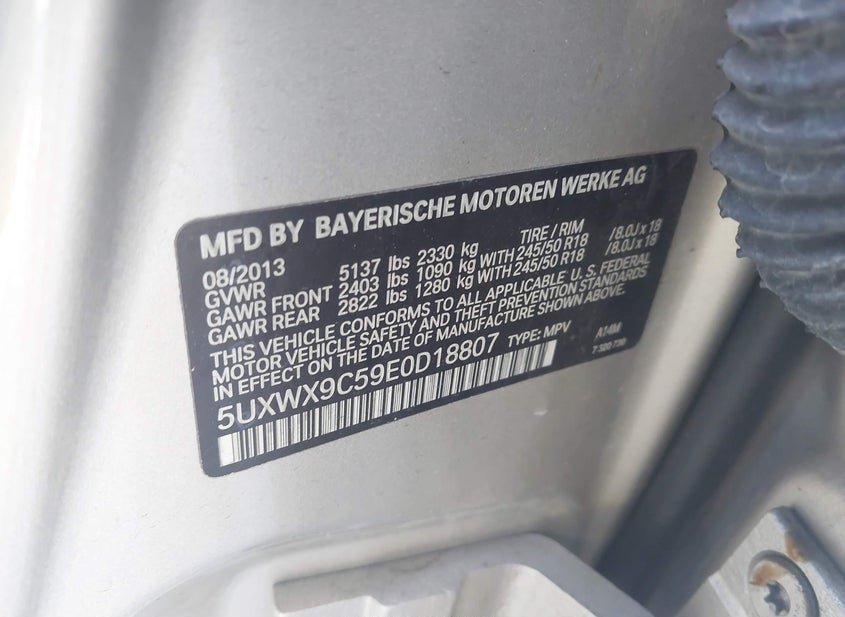 MFD BY BAYERISCHE MOTOREN WERKE AG
08/2013 TIRE / RIM
GVWR 5137 lbs 2330 kg
GAWR FRONT 2403 lbs 1090 kg WITH 245/50 R18 /8.0J x 18
GAWR REAR 2822 lbs 1280 kg WITH 245/50 R18 /8.0J x 18
THIS VEHICLE CONFORMS TO ALL APPLICABLE U.S. FEDERAL
MOTOR VEHICLE SAFETY AND THEFT PREVENTION STANDARDS
IN EFFECT ON THE DATE OF MANUFACTURE SHOWN ABOVE.
5UXWX9C59E0D18807 TYPE: MPV A14M